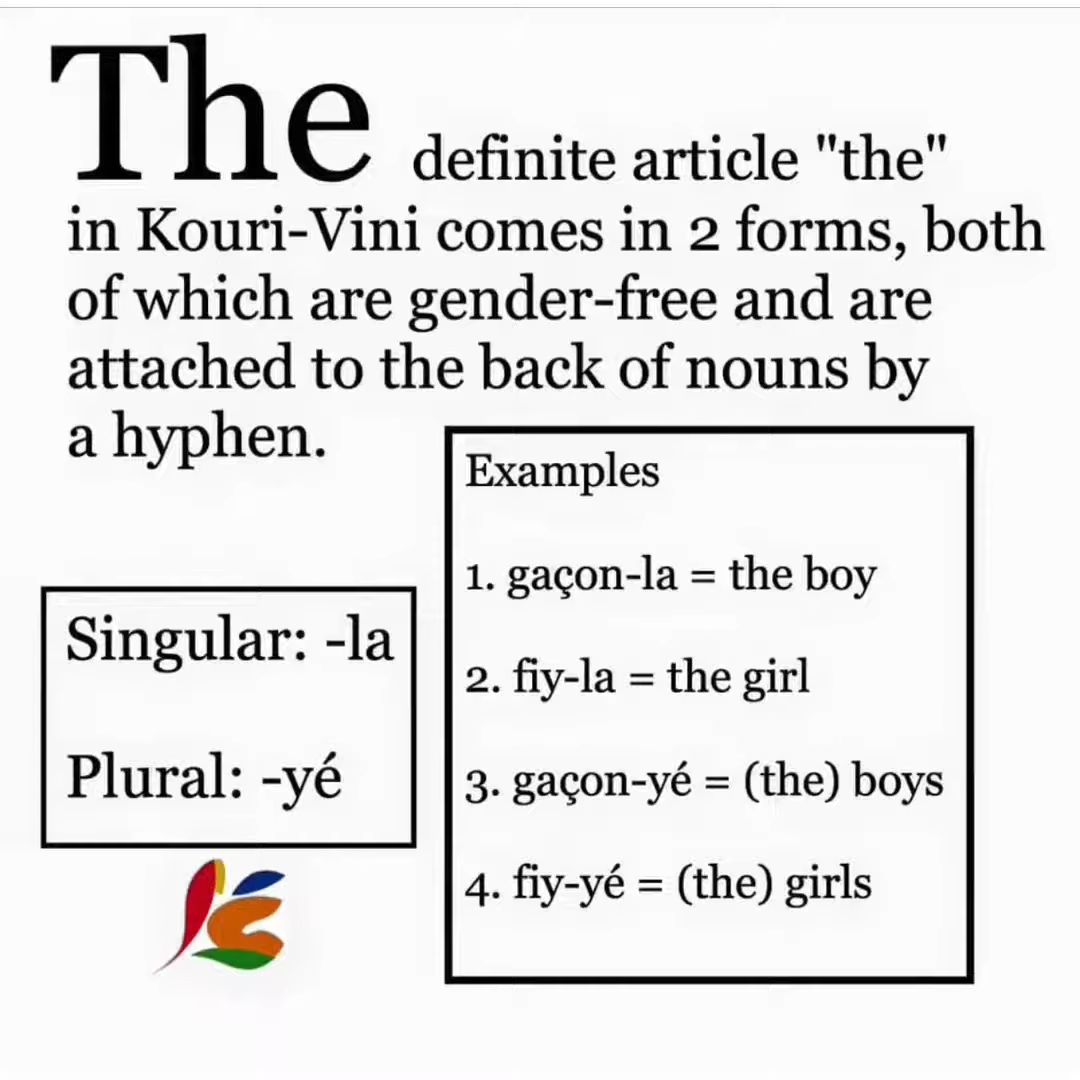 The definite article "the"
in Kouri-Vini comes in 2 forms, both
of which are gender-free and are
attached to the back of nouns by
a hyphen.
Singular: -la
Plural: -yé
Examples
1. gaçon-la = the boy
2. fiy-la = the girl
3. gaçon-yé = (the) boys
4. fiy-yé = (the) girls